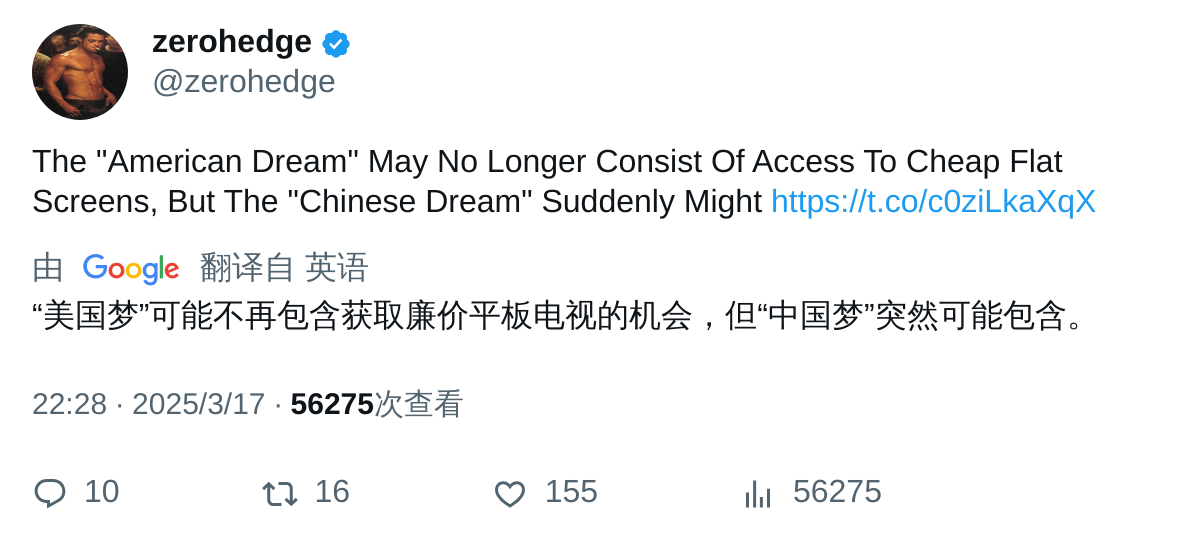 zerohedge
@zerohedge
The "American Dream" May No Longer Consist Of Access To Cheap Flat
Screens, But The "Chinese Dream" Suddenly Might https://t.co/c0ziLkaXqX
由 Google 翻译自 英语
“美国梦”可能不再包含获取廉价平板电视的机会，但“中国梦”突然可能包含。
22:28 · 2025/3/17 · 56275次查看
10 16 155 56275